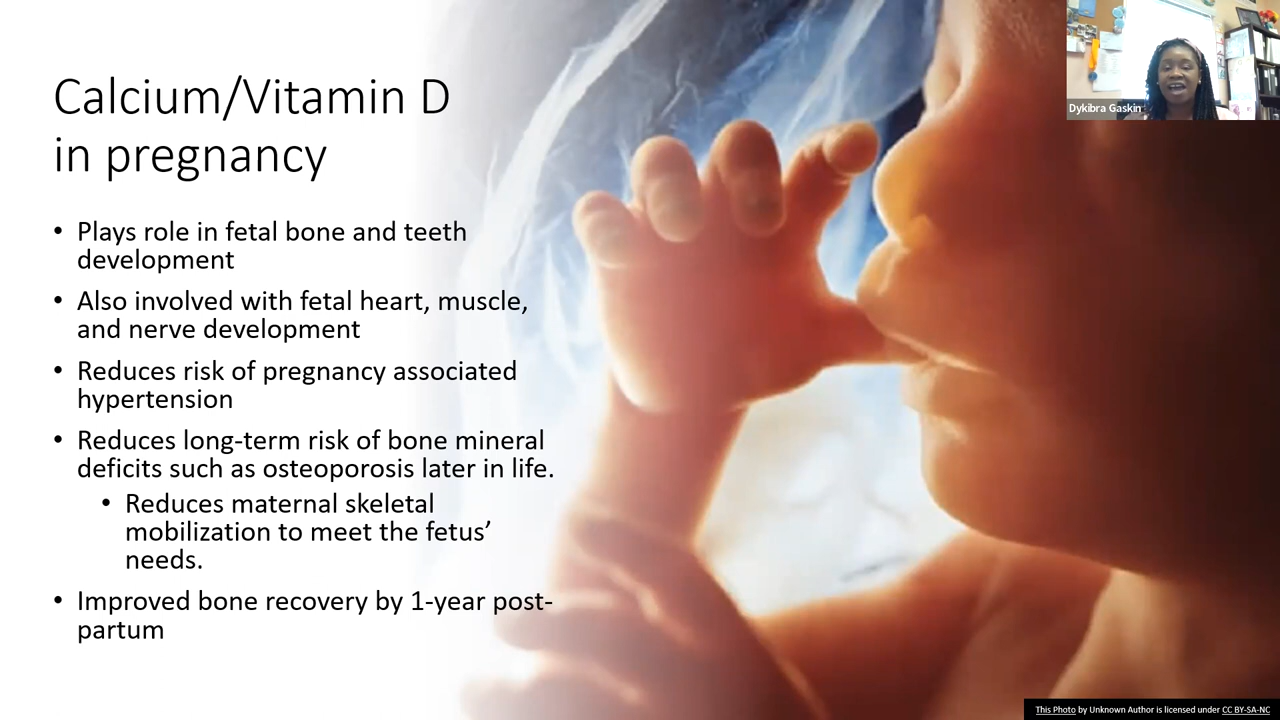 Calcium/Vitamin D
in pregnancy
• Plays role in fetal bone and teeth
development
• Also involved with fetal heart, muscle,
and nerve development
• Reduces risk of pregnancy associated
hypertension
• Reduces long-term risk of bone mineral
deficits such as osteoporosis later in life.
• Reduces maternal skeletal
mobilization to meet the fetus’
needs.
• Improved bone recovery by 1-year post-
partum
Dykibra Gaskin
This Photo by Unknown Author is licensed under CC BY-SA-NC